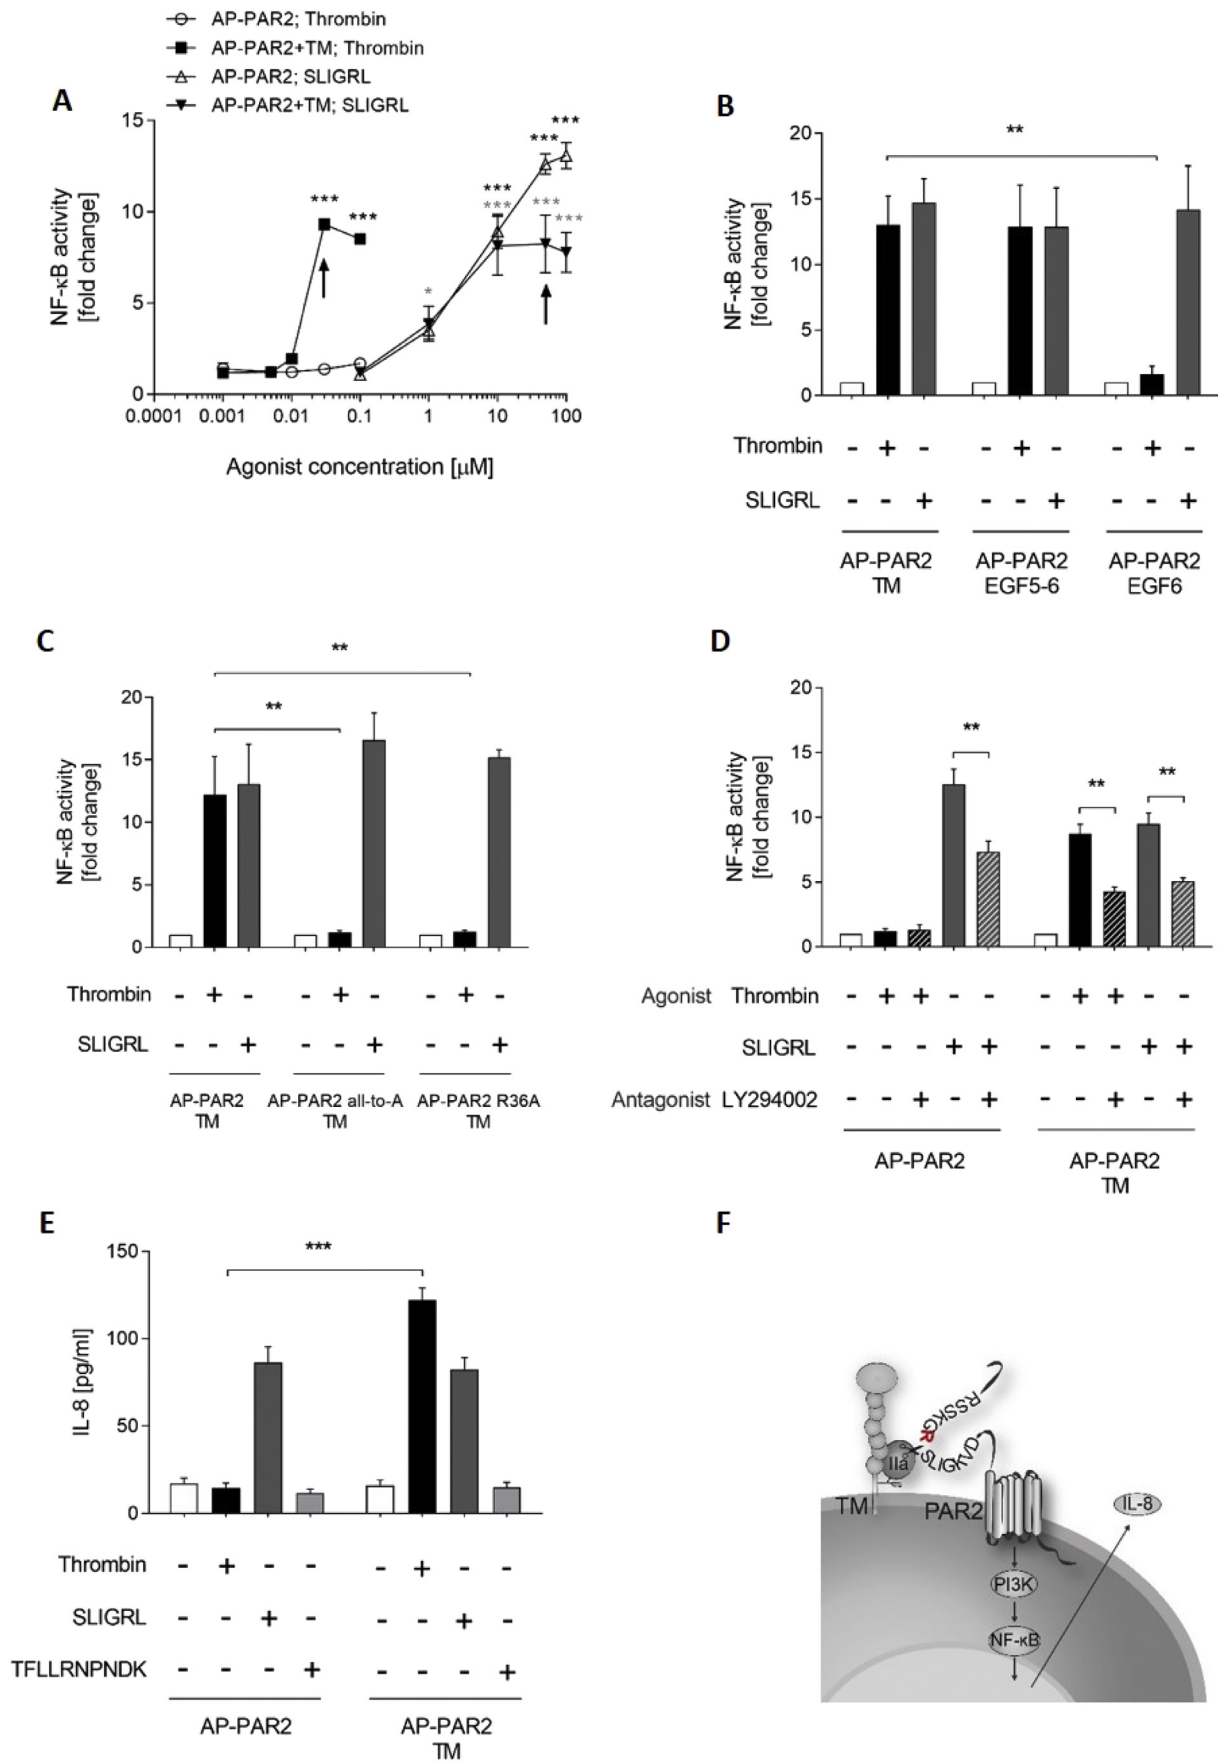 AP-PAR2; Thrombin
AP-PAR2+TM; Thrombin
AP-PAR2; SLIGRL
AP-PAR2+TM; SLIGRL
A
NF-κB activity
[fold change]
15
10
5
0
*** *** *** *** *** *** *** *** *
0.0001 0.001 0.01 0.1 1 10 100
Agonist concentration [μM]
B
NF-κB activity
[fold change]
20
15
10
5
0
**
Thrombin - + - - + - - + -
SLIGRL - - + - - + - - +
AP-PAR2 AP-PAR2 AP-PAR2
TM EGF5-6 EGF6
C
NF-κB activity
[fold change]
20
15
10
5
0
**
**
Thrombin - + - - + - - + -
SLIGRL - - + - - + - - +
AP-PAR2 AP-PAR2 all-to-A AP-PAR2 R36A
TM TM TM
D
NF-κB activity
[fold change]
20
15
10
5
0
** ** **
Agonist Thrombin - + + - - - + + - -
SLIGRL - - - + + - - - + +
Antagonist LY294002 - - + - + - - + - +
AP-PAR2 AP-PAR2
TM
E
IL-8 [pg/ml]
150
100
50
0
***
Thrombin - + - - - + - -
SLIGRL - - + - - - + -
TFLLRNPNDK - - - + - - - +
AP-PAR2 AP-PAR2
TM
F
RSSKGR
SLIGKVD
IIa
TM
PAR2
IL-8
PI3K
NF-κB